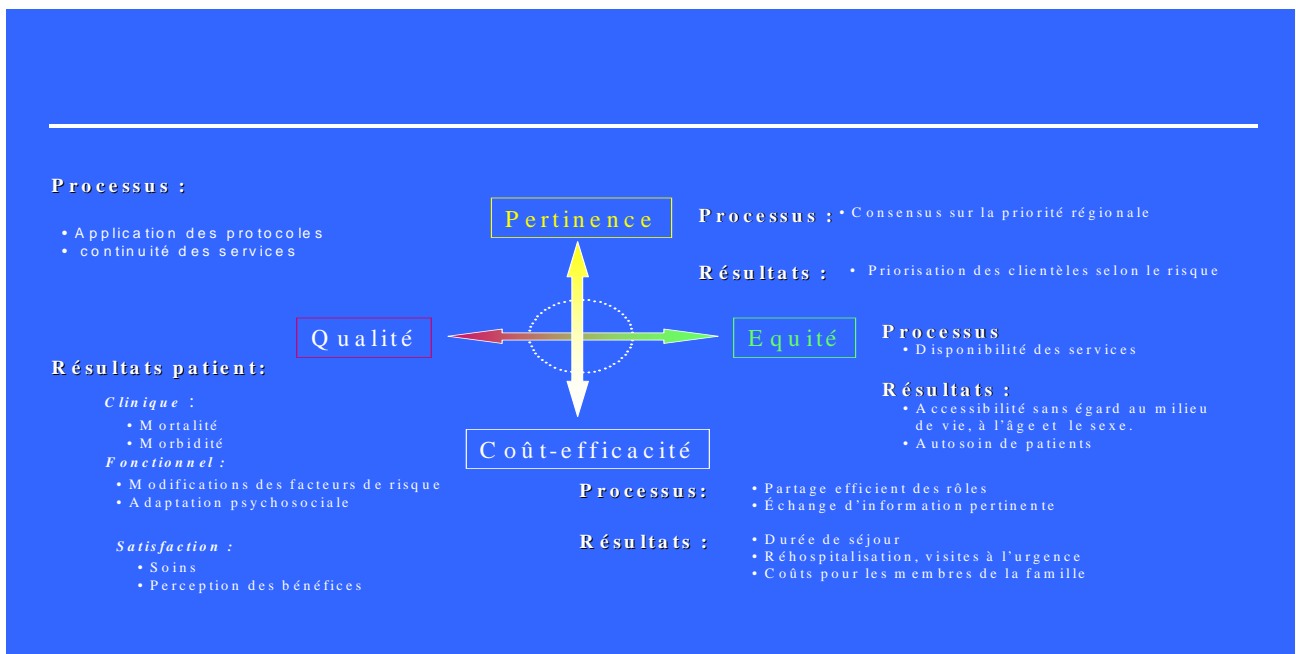 Processus :
• Application des protocoles
• continuité des services
Pertinence
Processus : • Consensus sur la priorité régionale
Résultats : • Priorisation des clientèles selon le risque
Qualité
Equité
Processus
• Disponibilité des services
Résultats :
• Accessibilité sans égard au milieu
de vie, à l’âge et le sexe.
• Autosoin de patients
Résultats patient:
Clinique :
• Mortalité
• Morbidité
Fonctionnel :
• Modifications des facteurs de risque
• Adaptation psychosociale
Satisfaction :
• Soins
• Perception des bénéfices
Coût-efficacité
Processus:
• Partage efficient des rôles
• Échange d’information pertinente
Résultats :
• Durée de séjour
• Réhospitalisation, visites à l’urgence
• Coûts pour les membres de la famille